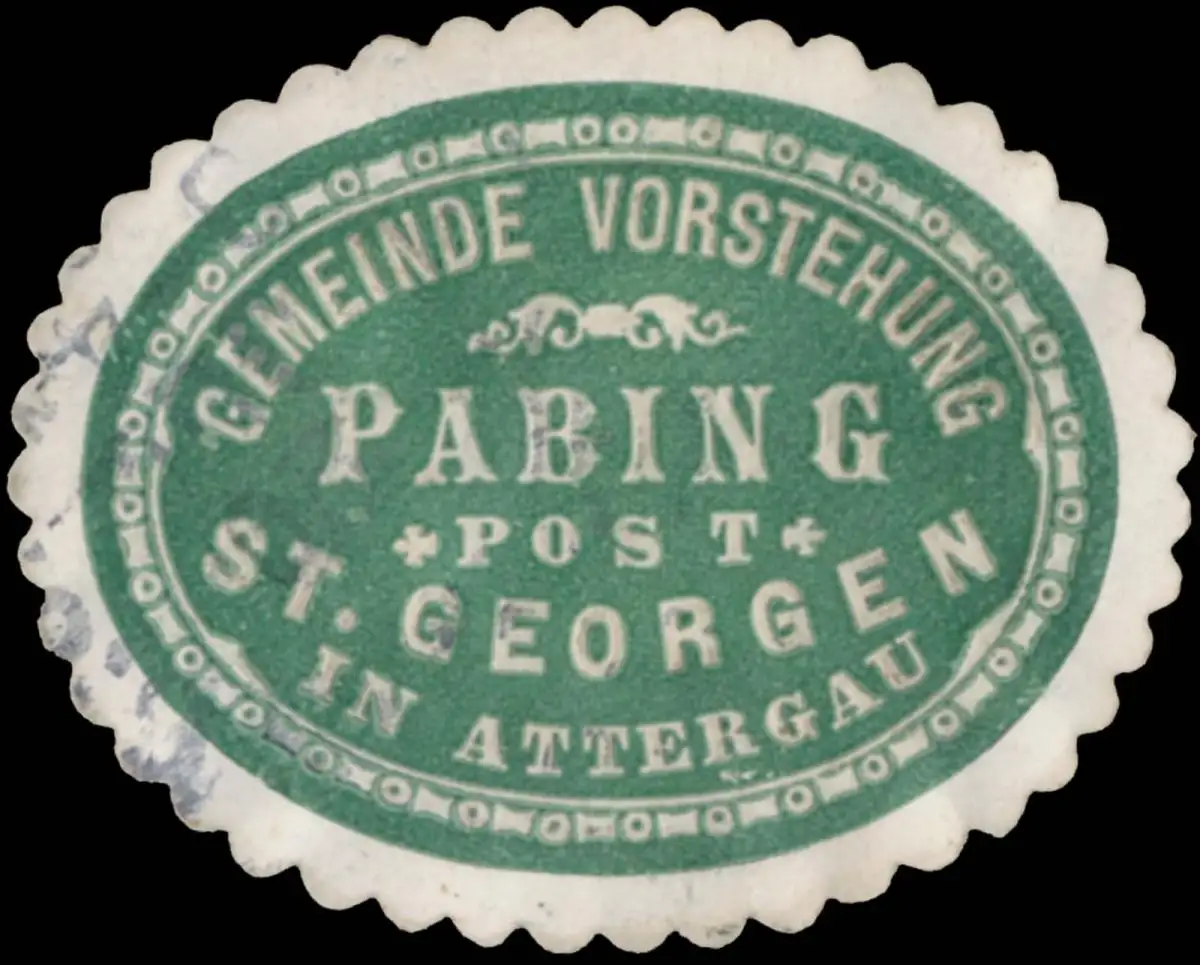 GEMEINDE VORSTEHUNG
PABING
POST
ST. GEORGEN
IN ATTERGAU